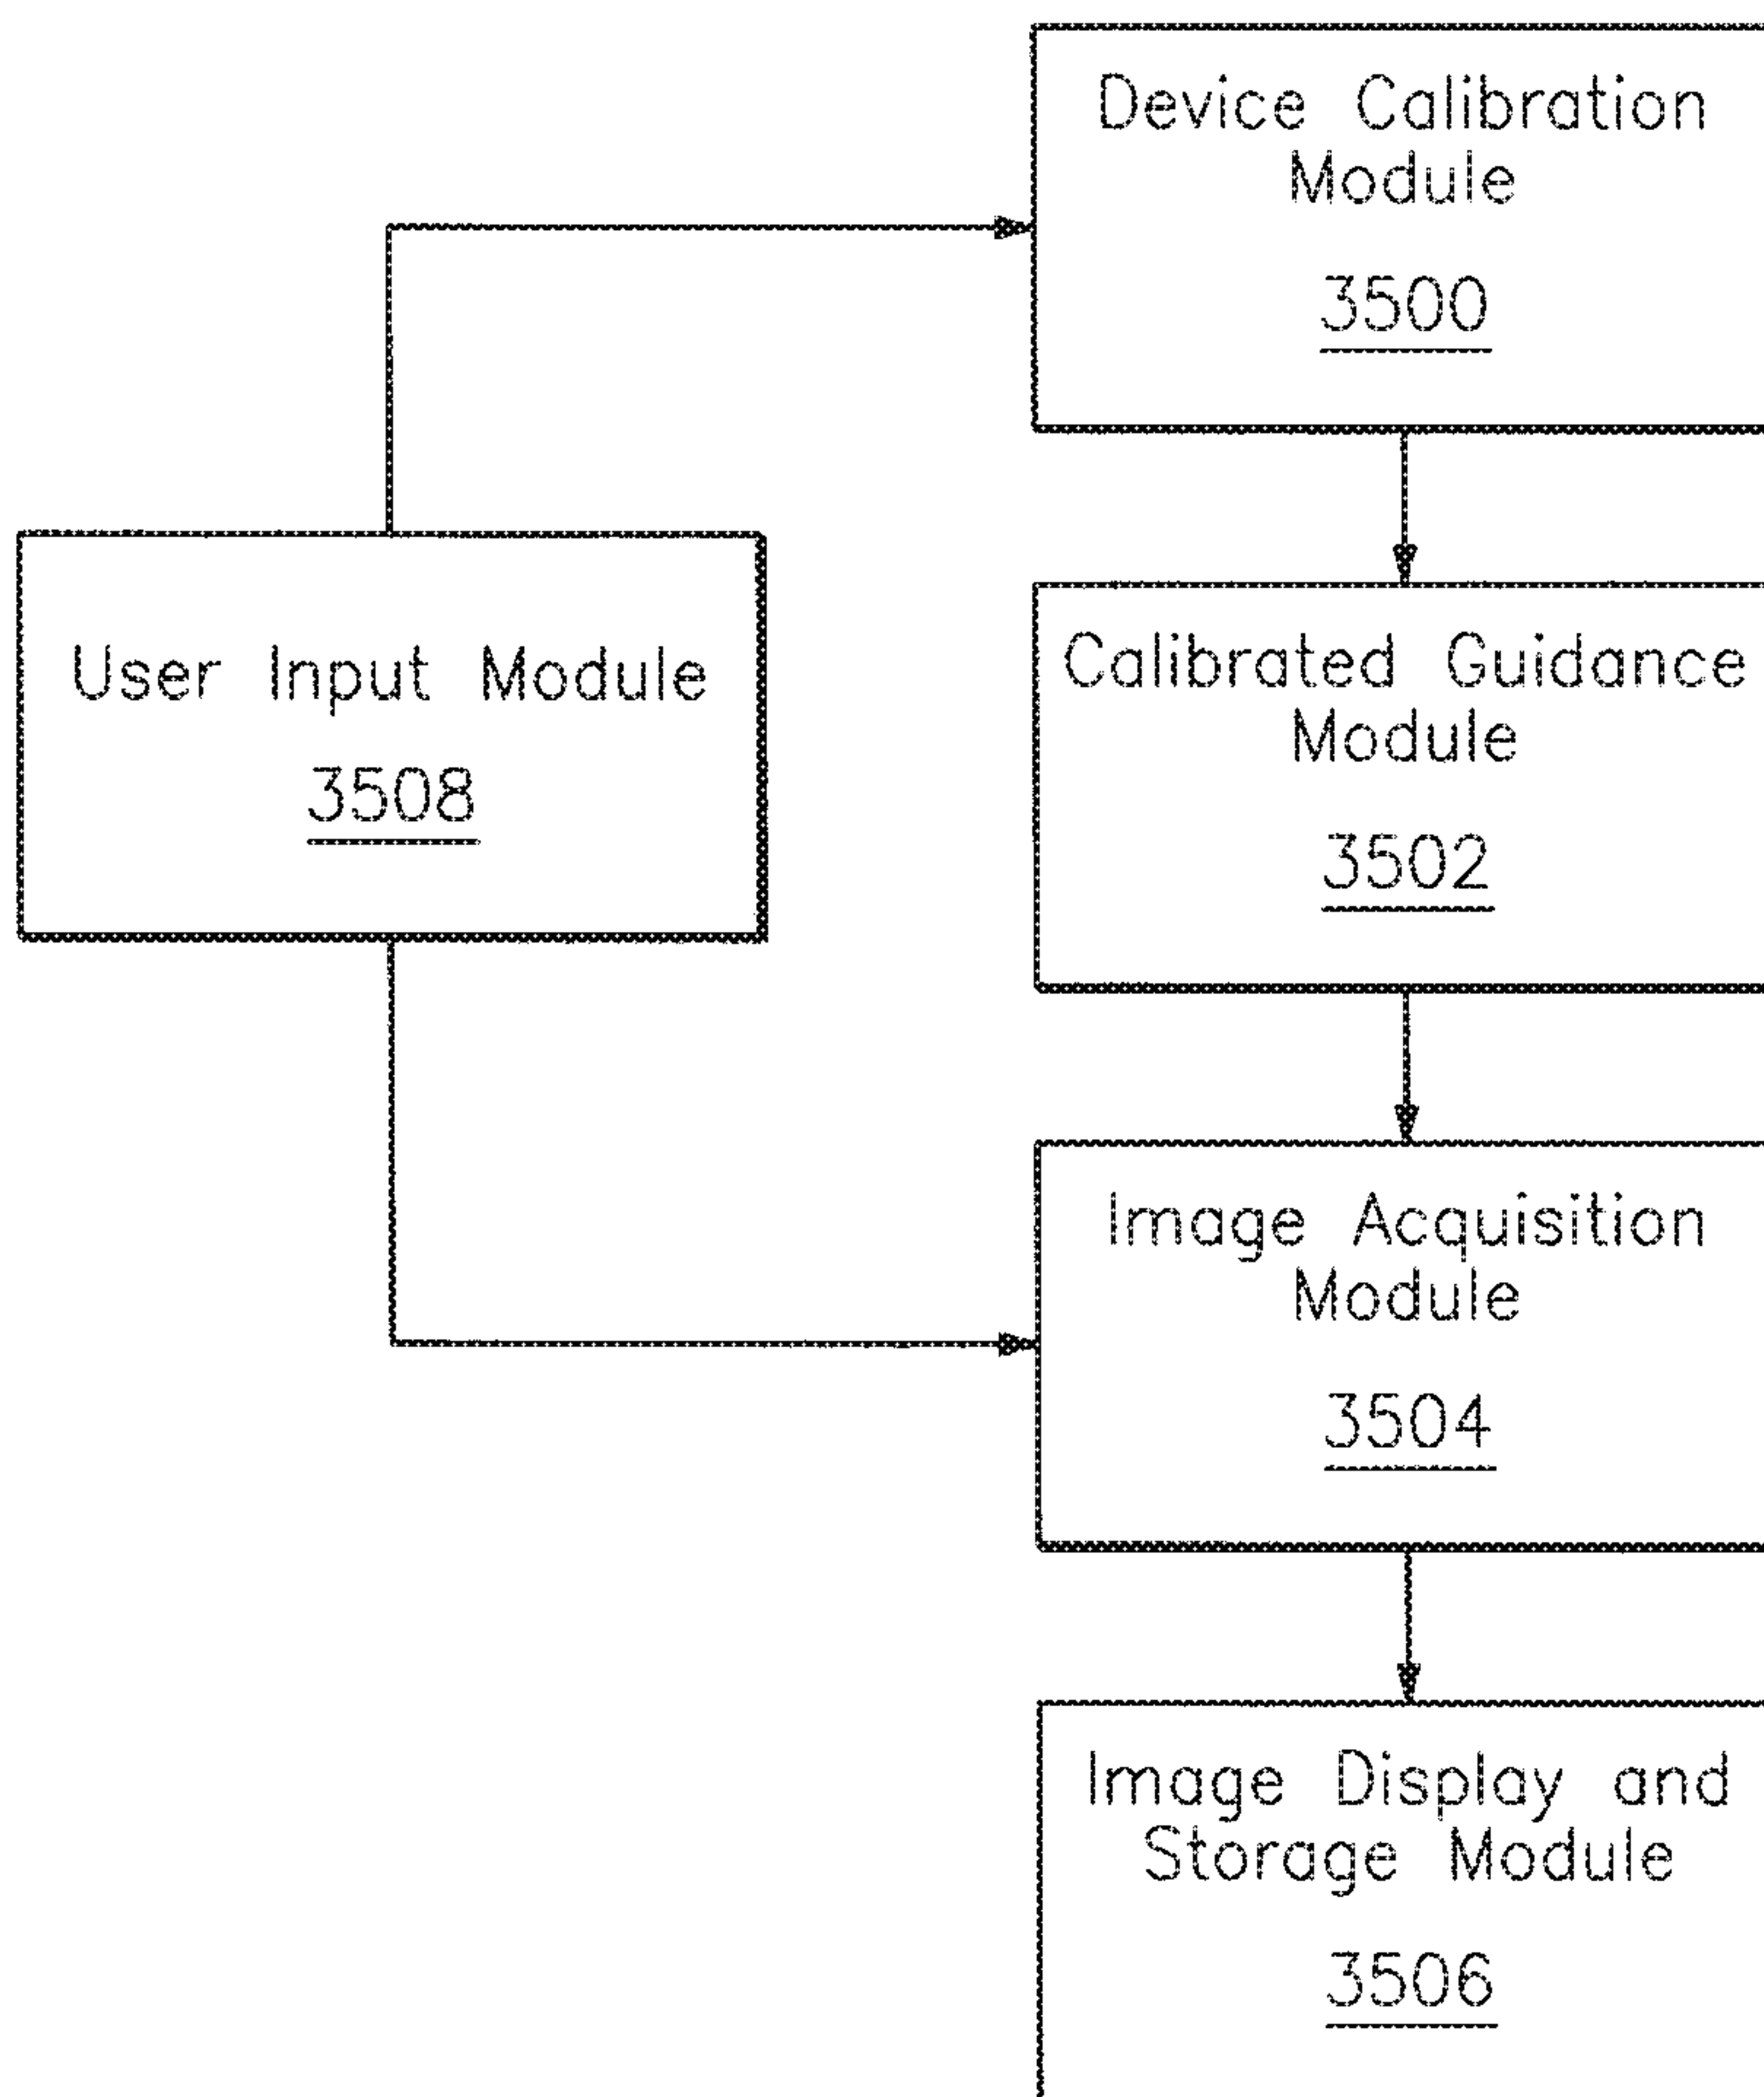 Device Calibration
Module
3500
User Input Module
3508
Calibrated Guidance
Module
3502
Image Acquisition
Module
3504
Image Display and
Storage Module
3506